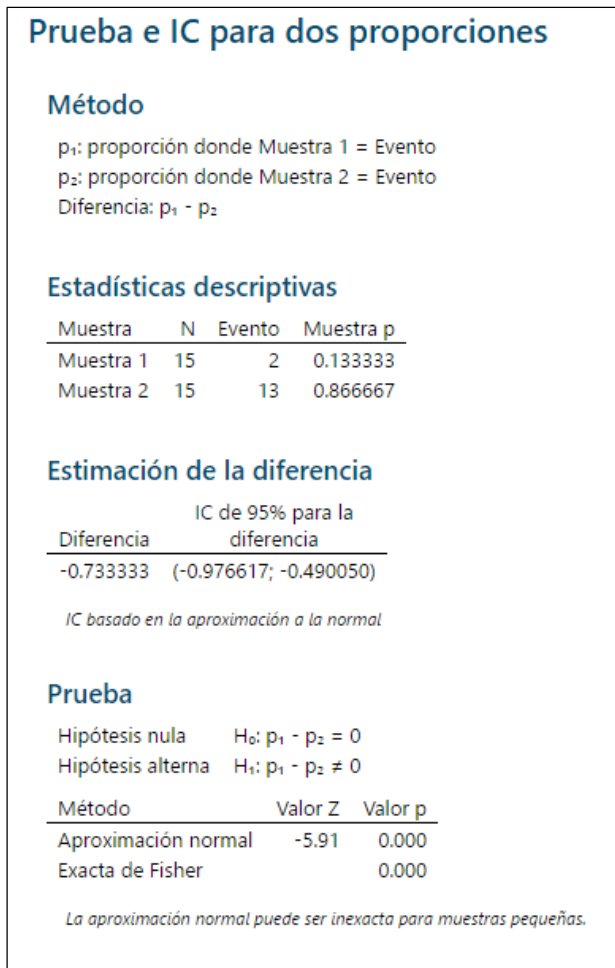 Prueba e IC para dos proporciones
Método
p₁: proporción donde Muestra 1 = Evento
p₂: proporción donde Muestra 2 = Evento
Diferencia: p₁ - p₂
Estadísticas descriptivas
Muestra N Evento Muestra p
Muestra 1 15 2 0.133333
Muestra 2 15 13 0.866667
Estimación de la diferencia
IC de 95% para la
Diferencia diferencia
-0.733333 (-0.976617; -0.490050)
IC basado en la aproximación a la normal
Prueba
Hipótesis nula H₀: p₁ - p₂ = 0
Hipótesis alterna H₁: p₁ - p₂ ≠ 0
Método Valor Z Valor p
Aproximación normal -5.91 0.000
Exacta de Fisher 0.000
La aproximación normal puede ser inexacta para muestras pequeñas.